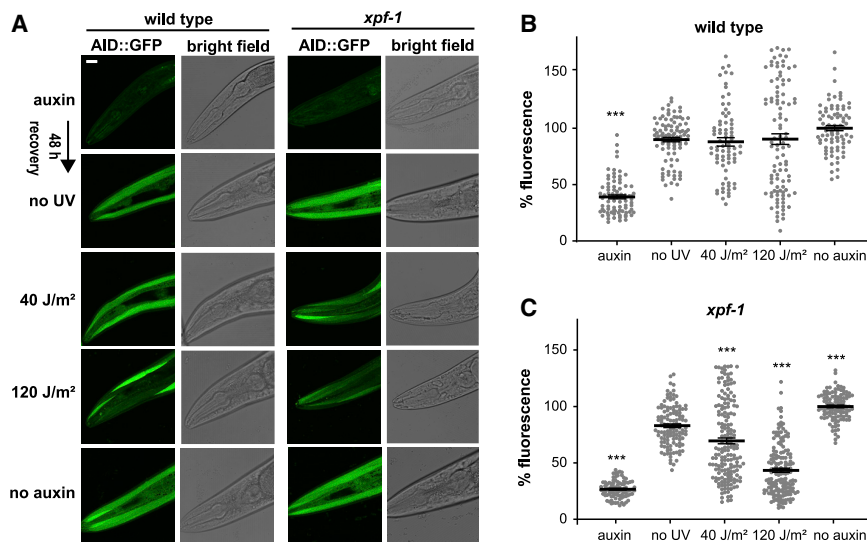 A
wild type
xpf-1
AID::GFP
bright field
AID::GFP
bright field
auxin
48 h
recovery
no UV
40 J/m²
120 J/m²
no auxin
B
wild type
% fluorescence
150
100
50
0
***
auxin
no UV
40 J/m²
120 J/m²
no auxin
C
xpf-1
% fluorescence
150
100
50
0
***
***
***
***
auxin
no UV
40 J/m²
120 J/m²
no auxin